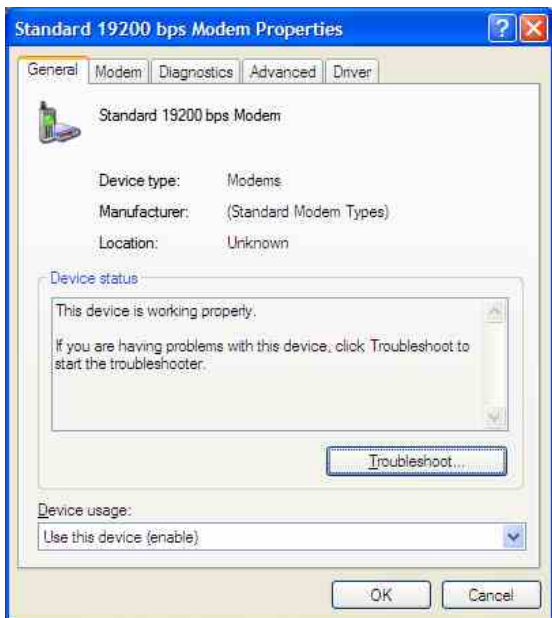 Standard 19200 bps Modem Properties
General Modem Diagnostics Advanced Driver
Standard 19200 bps Modem
Device type: Modems
Manufacturer: (Standard Modem Types)
Location: Unknown
Device status
This device is working properly.
If you are having problems with this device, click Troubleshoot to
start the troubleshooter.
Troubleshoot...
Device usage:
Use this device (enable)
OK Cancel